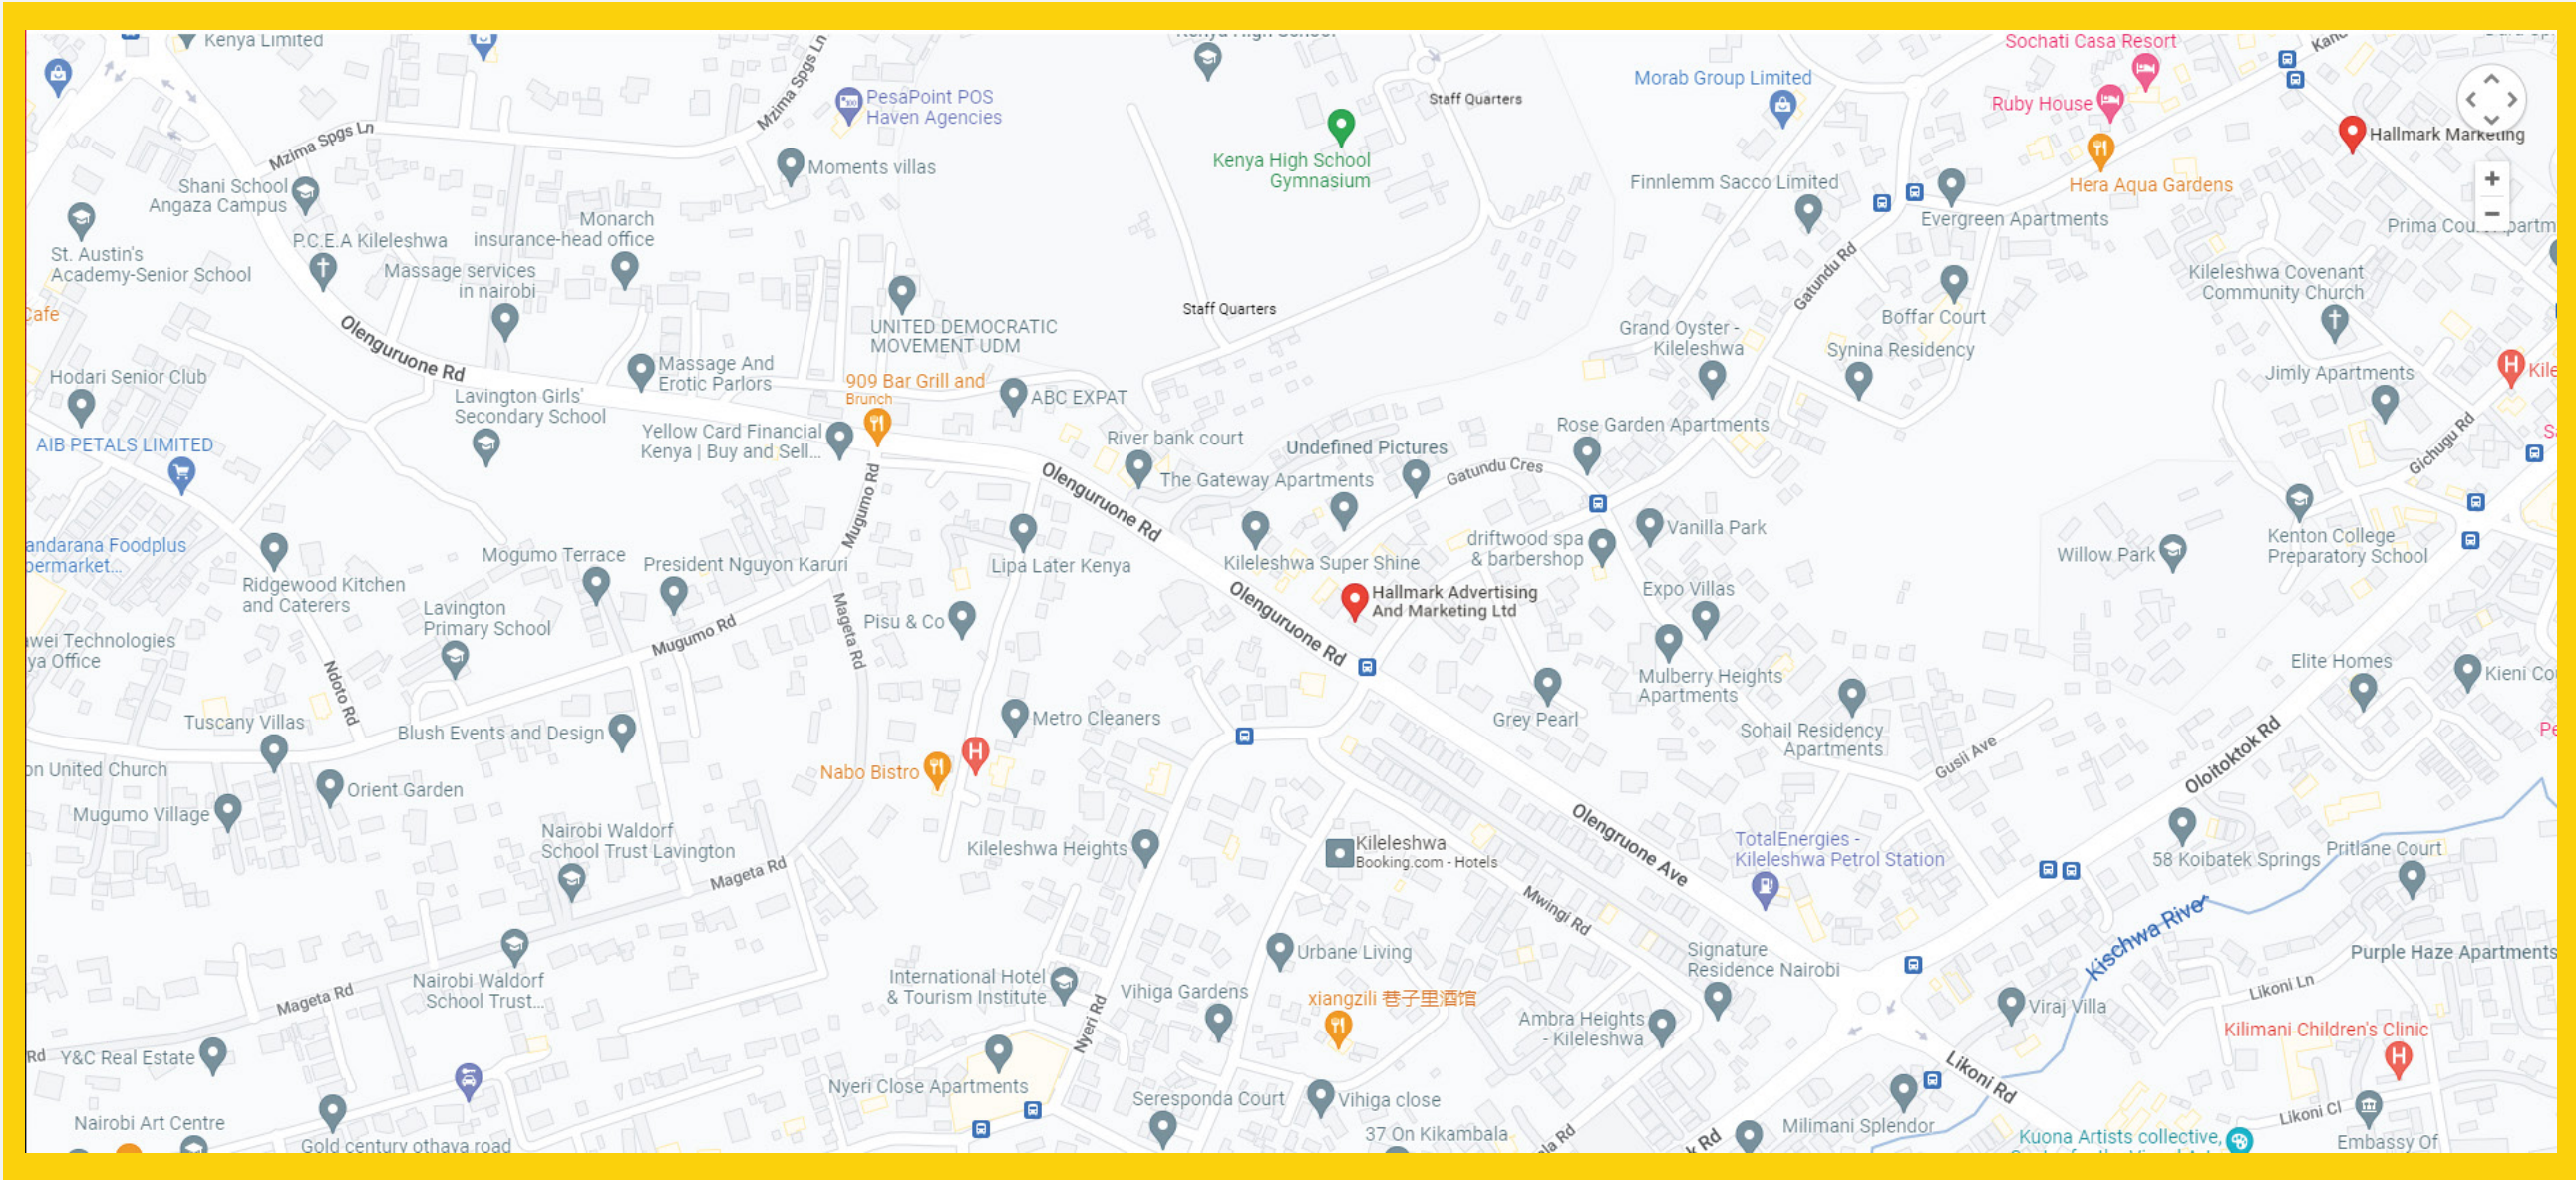 Kenya Limited
Kenya High School
Sochati Casa Resort
Mzima Spgs Ln
PesaPoint POS
Haven Agencies
Staff Quarters
Morab Group Limited
Ruby House
Hallmark Marketing
Mzima Spgs Ln
Moments villas
Kenya High School
Gymnasium
Finnlemm Sacco Limited
Hera Aqua Gardens
Shani School
Angaza Campus
Monarch
insurance-head office
Evergreen Apartments
St. Austin's
Academy-Senior School
P.C.E.A Kileleshwa
Massage services
in nairobi
Gatundu Rd
Kileleshwa Covenant
Community Church
Staff Quarters
UNITED DEMOCRATIC
MOVEMENT UDM
Boffar Court
Grand Oyster -
Kileleshwa
Synina Residency
Olenguruone Rd
Hodari Senior Club
Massage And
Erotic Parlors
909 Bar Grill and
Brunch
ABC EXPAT
Jimly Apartments
Lavington Girls'
Secondary School
AIB PETALS LIMITED
Yellow Card Financial
Kenya | Buy and Sell...
River bank court
Undefined Pictures
Rose Garden Apartments
Gichugu Rd
The Gateway Apartments
Gatundu Cres
Olenguruone Rd
Mugumo Rd
andarana Foodplus
permarket...
Ridgewood Kitchen
and Caterers
Mogumo Terrace
President Nguyon Karuri
Lipa Later Kenya
Kileleshwa Super Shine
driftwood spa
& barbershop
Vanilla Park
Willow Park
Kenton College
Preparatory School
Lavington
Primary School
Mageta Rd
Pisu & Co
Olenguruone Rd
Hallmark Advertising
And Marketing Ltd
Expo Villas
awei Technologies
ya Office
Mugumo Rd
Ndoto Rd
Mulberry Heights
Apartments
Elite Homes
Tuscany Villas
Blush Events and Design
Metro Cleaners
Grey Pearl
Sohail Residency
Apartments
Gusii Ave
Oloitoktok Rd
on United Church
Nabo Bistro
Orient Garden
Mugumo Village
Nairobi Waldorf
School Trust Lavington
Mageta Rd
Kileleshwa Heights
Kileleshwa
Booking.com - Hotels
Olengruone Ave
TotalEnergies -
Kileleshwa Petrol Station
58 Koibatek Springs
Pritlane Court
Mwingi Rd
Kischwa River
Urbane Living
Signature
Residence Nairobi
Purple Haze Apartments
Nairobi Waldorf
School Trust...
Mageta Rd
International Hotel
& Tourism Institute
Vihiga Gardens
xiangzili 巷子里酒馆
Likoni Ln
Nyeri Rd
Ambra Heights
- Kileleshwa
Viraj Villa
Kilimani Children's Clinic
Rd
Y&C Real Estate
Nyeri Close Apartments
Likoni Rd
Seresponda Court
Vihiga close
Milimani Splendor
Likoni Cl
Nairobi Art Centre
Gold century othaya road
37 On Kikambala
Kuona Artists collective,
Embassy Of